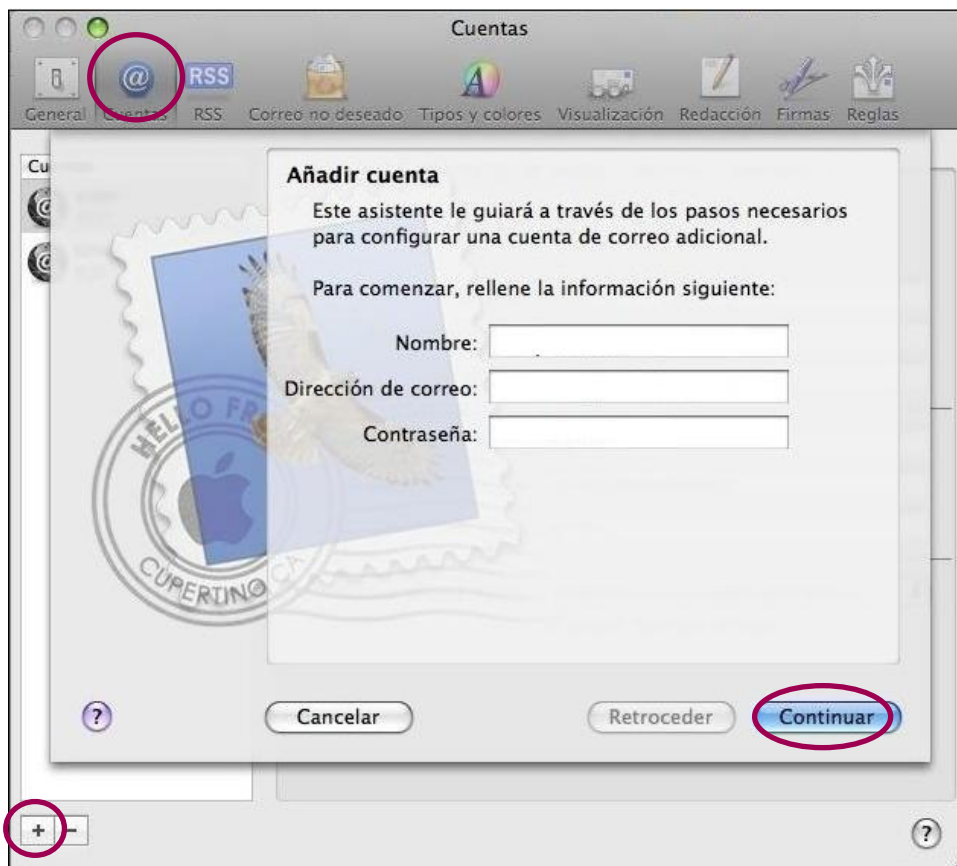 Cuentas
General Cuentas RSS Correo no deseado Tipos y colores Visualización Redacción Firmas Reglas
RSS
@
Cu
Añadir cuenta
Este asistente le guiará a través de los pasos necesarios
para configurar una cuenta de correo adicional.
Para comenzar, rellene la información siguiente:
Nombre:
Dirección de correo:
Contraseña:
HELLO FR
CUPERTINO CA
? Cancelar Retroceder Continuar
+ − ?